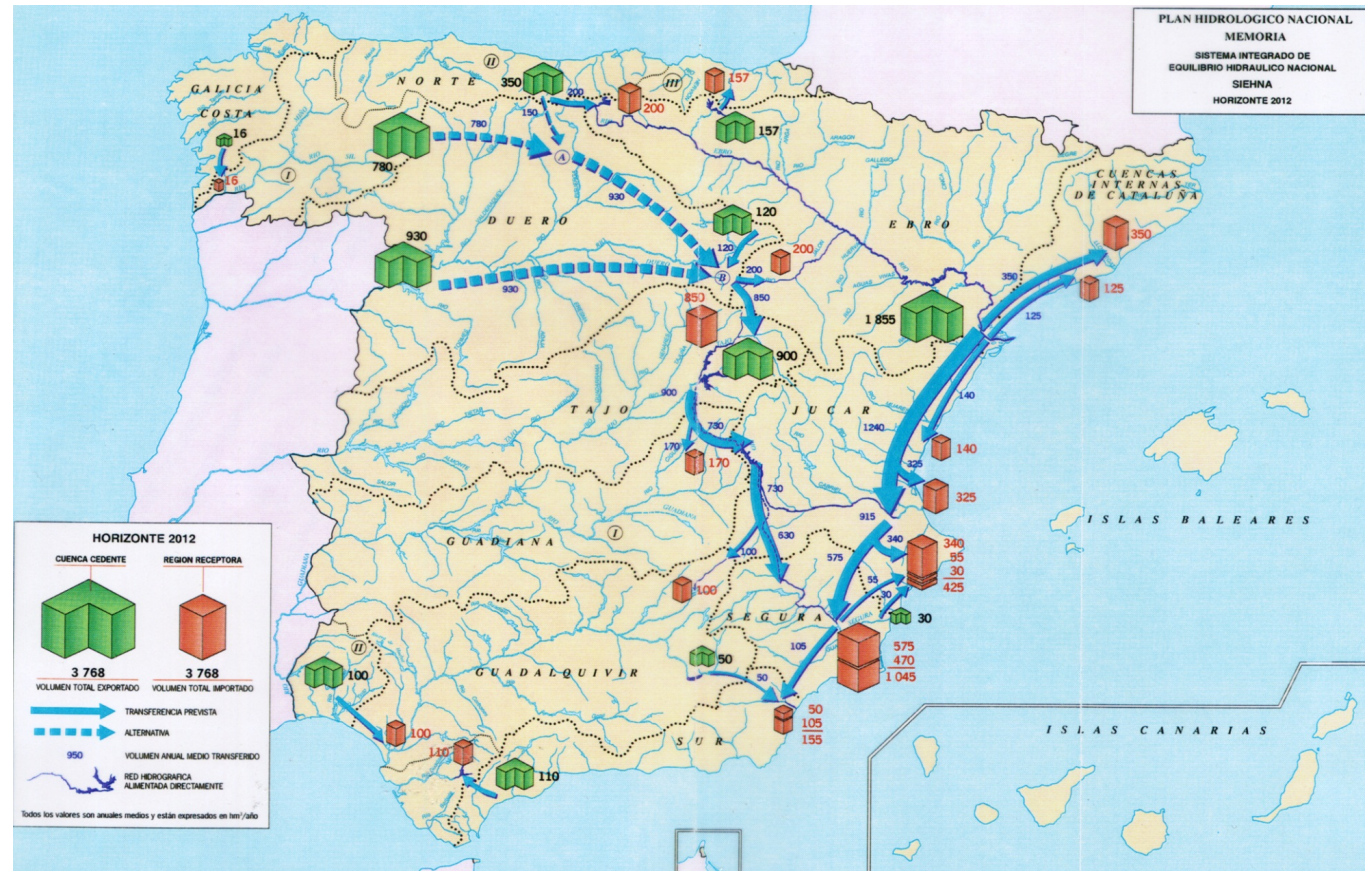 PLAN HIDROLOGICO NACIONAL
MEMORIA
SISTEMA INTEGRADO DE
EQUILIBRIO HIDRAULICO NACIONAL
SIEHNA
HORIZONTE 2012
GALICIA
COSTA
NORTE
II
III
I
350
200
150
200
157
157
16
16
780
780
A
930
DUERO
930
930
120
120
B
200
200
850
850
900
EBRO
CUENCAS
INTERNAS
DE CATALUÑA
350
350
125
125
1 855
TAJO
900
730
170
170
JUCAR
1240
140
140
325
325
730
915
GUADIANA
I
630
100
100
575
340
340
55
30
425
55
30
30
SEGURA
575
470
1 045
105
50
50
50
105
155
GUADALQUIVIR
SUR
II
100
100
110
110
ISLAS BALEARES
ISLAS CANARIAS
HORIZONTE 2012
CUENCA CEDENTE
REGION RECEPTORA
3 768
3 768
VOLUMEN TOTAL EXPORTADO
VOLUMEN TOTAL IMPORTADO
TRANSFERENCIA PREVISTA
ALTERNATIVA
950
VOLUMEN ANUAL MEDIO TRANSFERIDO
RED HIDROGRAFICA
ALIMENTADA DIRECTAMENTE
Todos los valores son anuales medios y están expresados en hm³/año